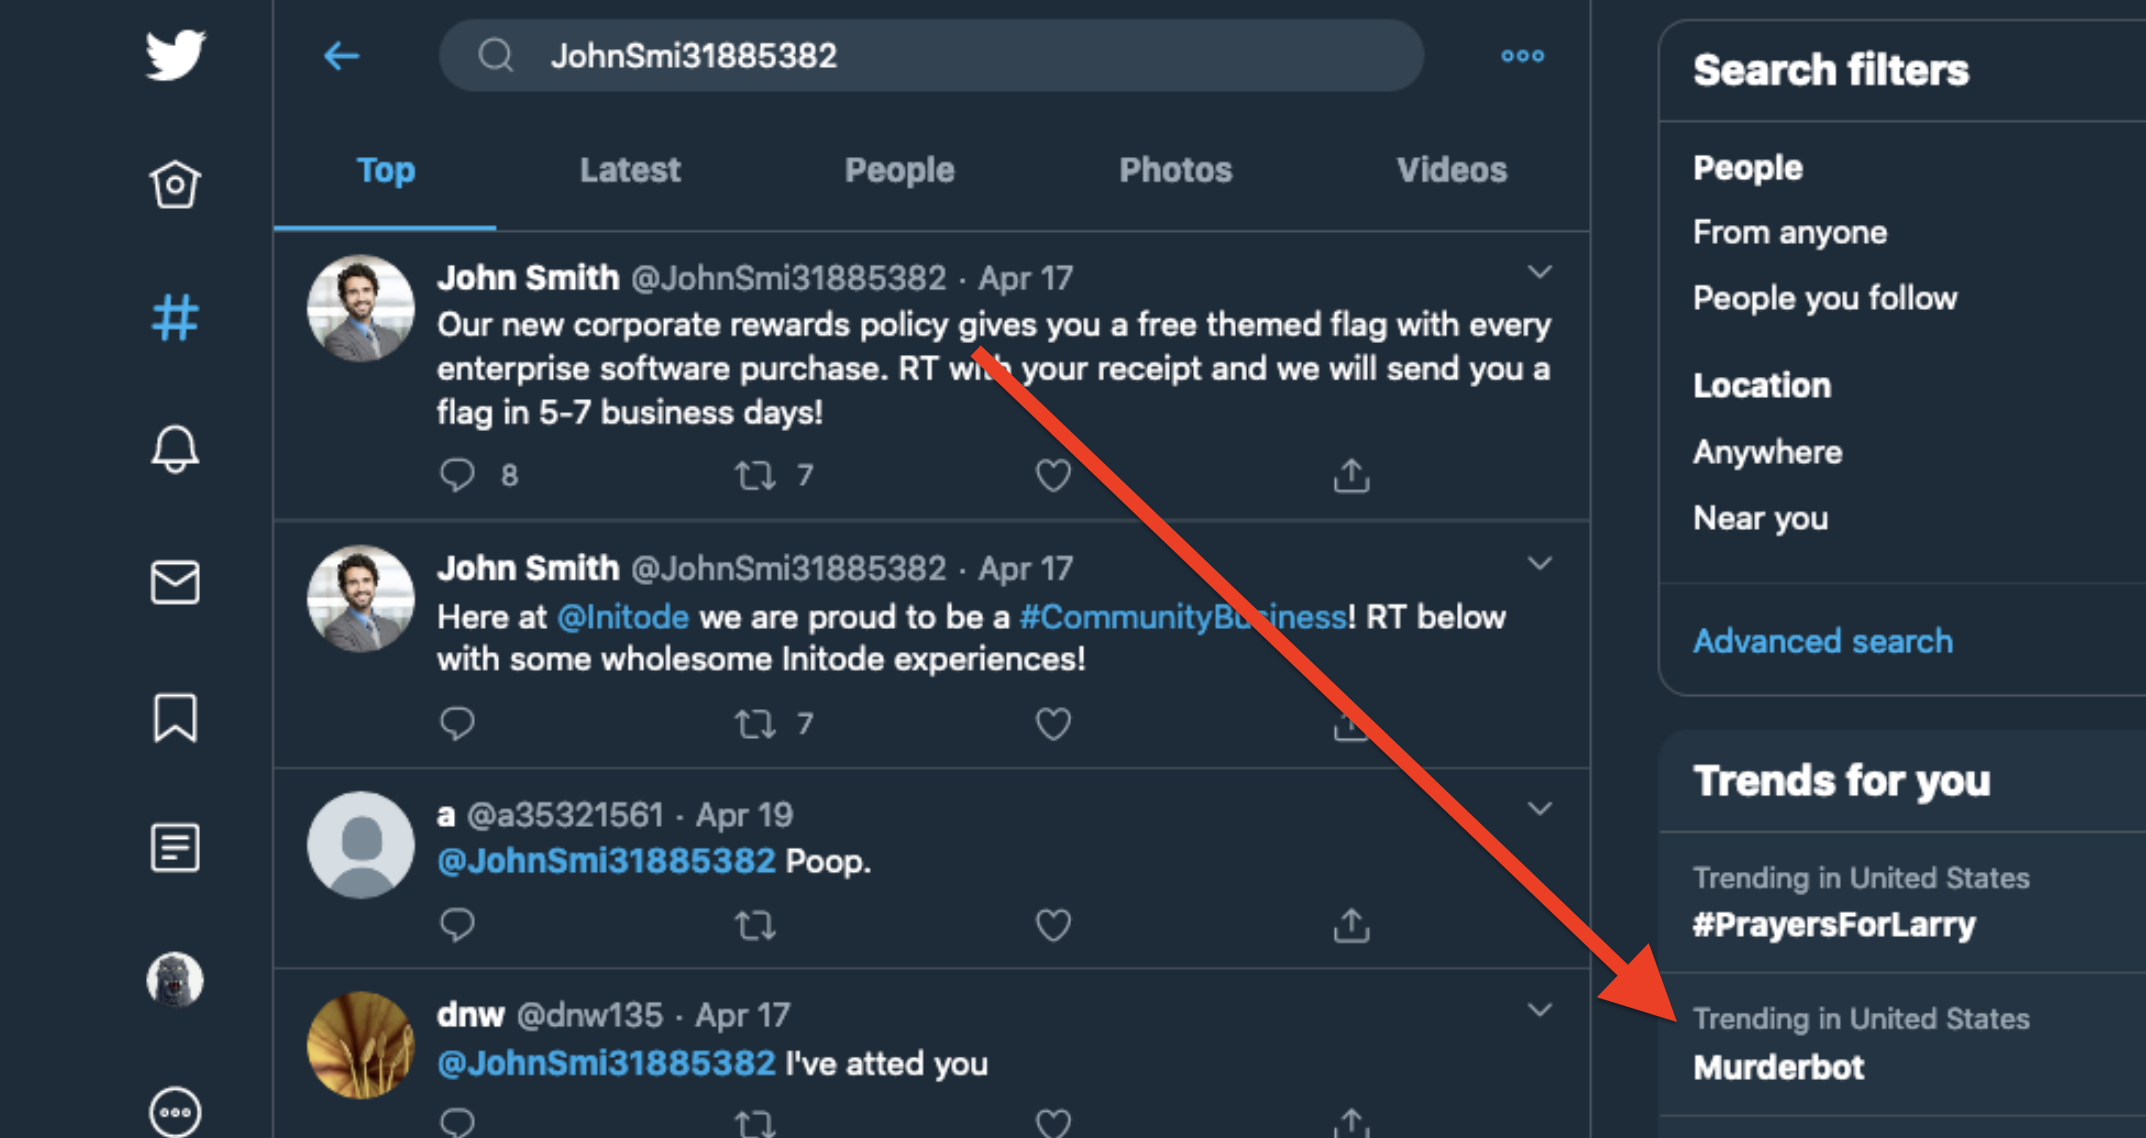 JohnSmi31885382
Top
Latest
People
Photos
Videos
John Smith @JohnSmi31885382 · Apr 17
Our new corporate rewards policy gives you a free themed flag with every
enterprise software purchase. RT with your receipt and we will send you a
flag in 5-7 business days!
8
7
John Smith @JohnSmi31885382 · Apr 17
Here at @Initode we are proud to be a #CommunityBusiness! RT below
with some wholesome Initode experiences!
7
a @a35321561 · Apr 19
@JohnSmi31885382 Poop.
dnw @dnw135 · Apr 17
@JohnSmi31885382 I've atted you
Search filters
People
From anyone
People you follow
Location
Anywhere
Near you
Advanced search
Trends for you
Trending in United States
#PrayersForLarry
Trending in United States
Murderbot